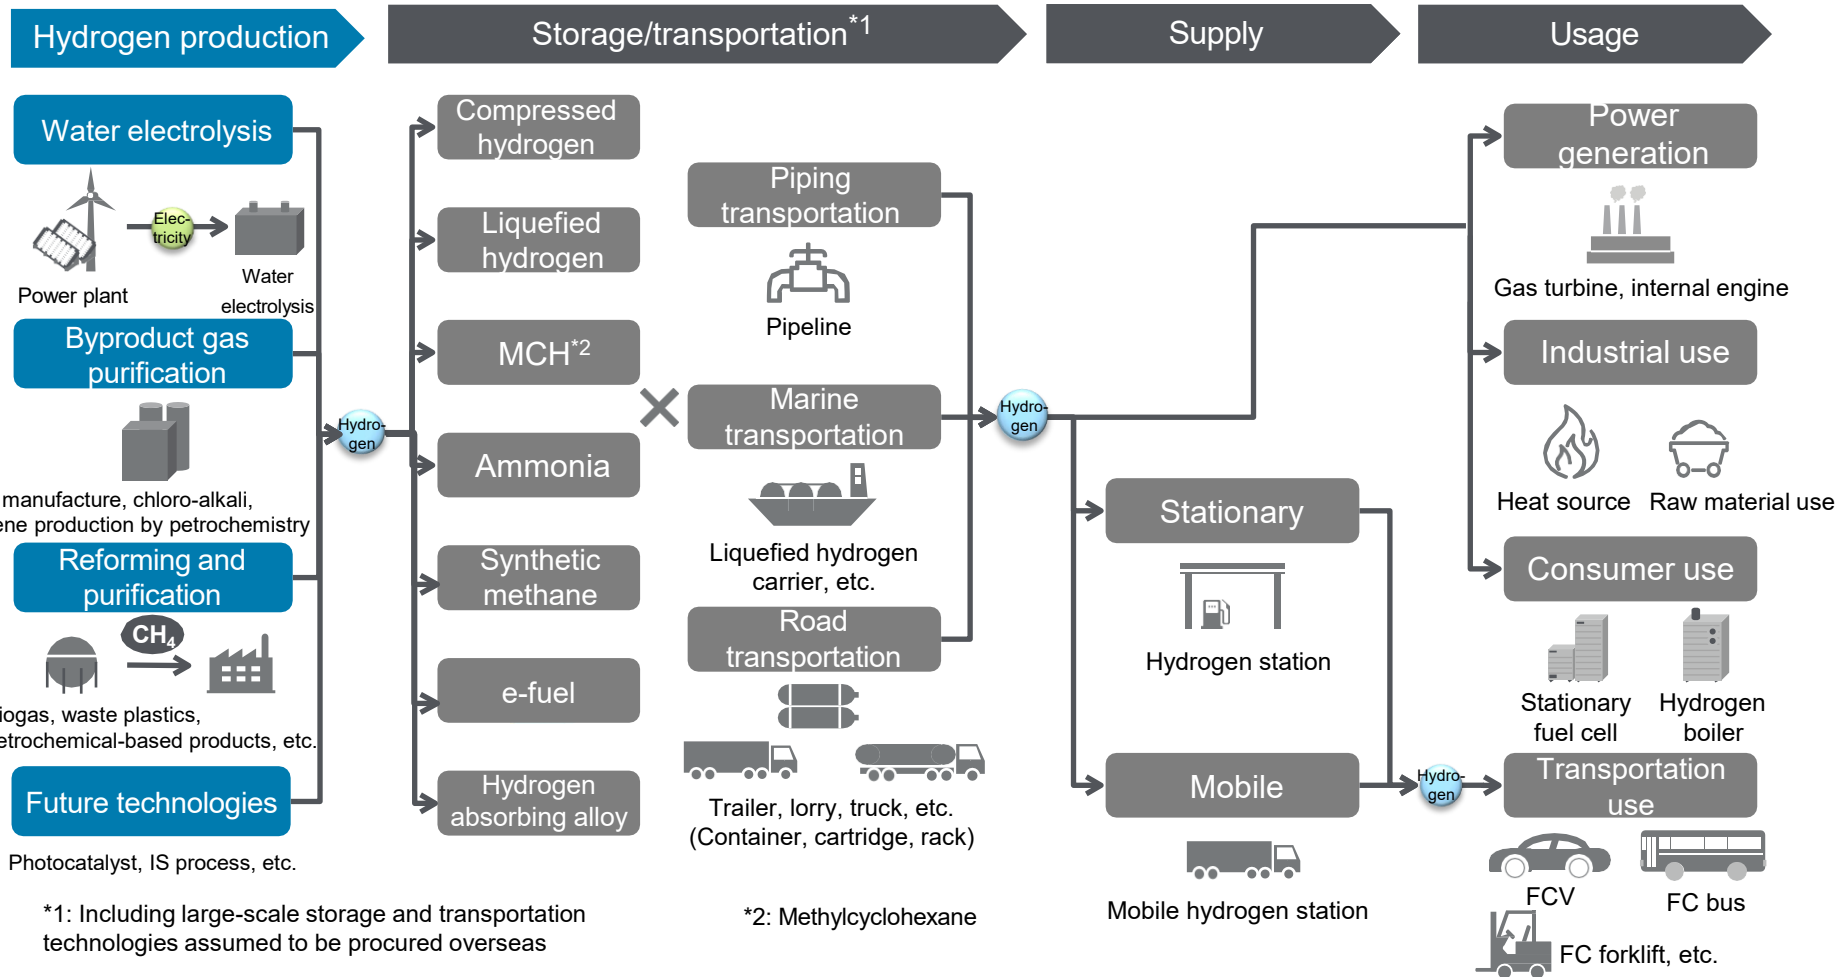 Hydrogen production
Storage/transportation*1
Supply
Usage
Water electrolysis
Elec-
tricity
Power plant
Water
electrolysis
Byproduct gas
purification
manufacture, chloro-alkali,
ene production by petrochemistry
Reforming and
purification
CH4
iogas, waste plastics,
etrochemical-based products, etc.
Future technologies
Photocatalyst, IS process, etc.
Hydro-
gen
Compressed
hydrogen
Liquefied
hydrogen
MCH*2
Ammonia
Synthetic
methane
e-fuel
Hydrogen
absorbing alloy
Piping
transportation
Pipeline
Marine
transportation
Liquefied hydrogen
carrier, etc.
Road
transportation
Trailer, lorry, truck, etc.
(Container, cartridge, rack)
Hydro-
gen
Stationary
Hydrogen station
Mobile
Mobile hydrogen station
Hydro-
gen
Power
generation
Gas turbine, internal engine
Industrial use
Heat source
Raw material use
Consumer use
Stationary
fuel cell
Hydrogen
boiler
Transportation
use
FCV
FC bus
FC forklift, etc.
*1: Including large-scale storage and transportation
technologies assumed to be procured overseas
*2: Methylcyclohexane